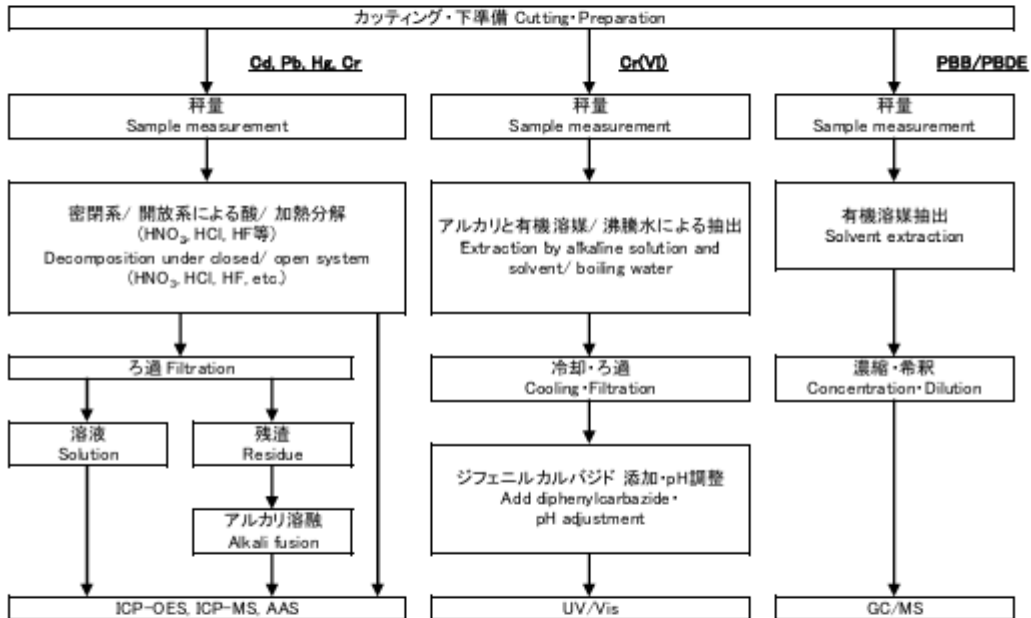 カッティング・下準備 Cutting・Preparation
Cd, Pb, Hg, Cr
Cr(VI)
PBB/PBDE
秤量
Sample measurement
秤量
Sample measurement
秤量
Sample measurement
密閉系/ 開放系による酸/ 加熱分解
(HNO3, HCl, HF等)
Decomposition under closed/ open system
(HNO3, HCl, HF, etc.)
アルカリと有機溶媒/ 沸騰水による抽出
Extraction by alkaline solution and
solvent/ boiling water
有機溶媒抽出
Solvent extraction
ろ過 Filtration
冷却・ろ過
Cooling・Filtration
濃縮・希釈
Concentration・Dilution
溶液
Solution
残渣
Residue
ジフェニルカルバジド 添加・pH調整
Add diphenylcarbazide・
pH adjustment
アルカリ溶融
Alkali fusion
ICP-OES, ICP-MS, AAS
UV/Vis
GC/MS